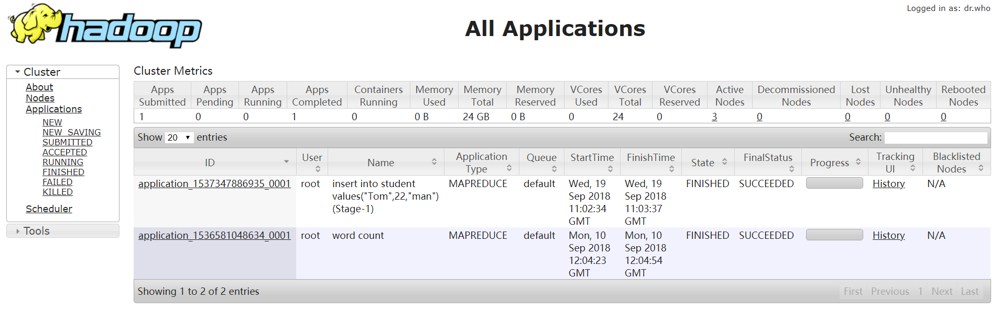 hadoop
Logged in as: dr.who
All Applications
Cluster
About
Nodes
Applications
NEW
NEW_SAVING
SUBMITTED
ACCEPTED
RUNNING
FINISHED
FAILED
KILLED
Scheduler
Tools
Cluster Metrics
Apps Submitted Apps Pending Apps Running Apps Completed Containers Running Memory Used Memory Total Memory Reserved VCores Used VCores Total VCores Reserved Active Nodes Decommissioned Nodes Lost Nodes Unhealthy Nodes Rebooted Nodes
1 0 0 1 0 0 B 24 GB 0 B 0 24 0 3 0 0 0 0
Show 20 entries Search:
ID User Name Application Type Queue StartTime FinishTime State FinalStatus Progress Tracking UI Blacklisted Nodes
application_1537347886935_0001 root insert into student values("Tom",22,"man")(Stage-1) MAPREDUCE default Wed, 19 Sep 2018 11:02:34 GMT Wed, 19 Sep 2018 11:03:37 GMT FINISHED SUCCEEDED History N/A
application_1536581048634_0001 root word count MAPREDUCE default Mon, 10 Sep 2018 12:04:23 GMT Mon, 10 Sep 2018 12:04:54 GMT FINISHED SUCCEEDED History N/A
Showing 1 to 2 of 2 entries First Previous 1 Next Last